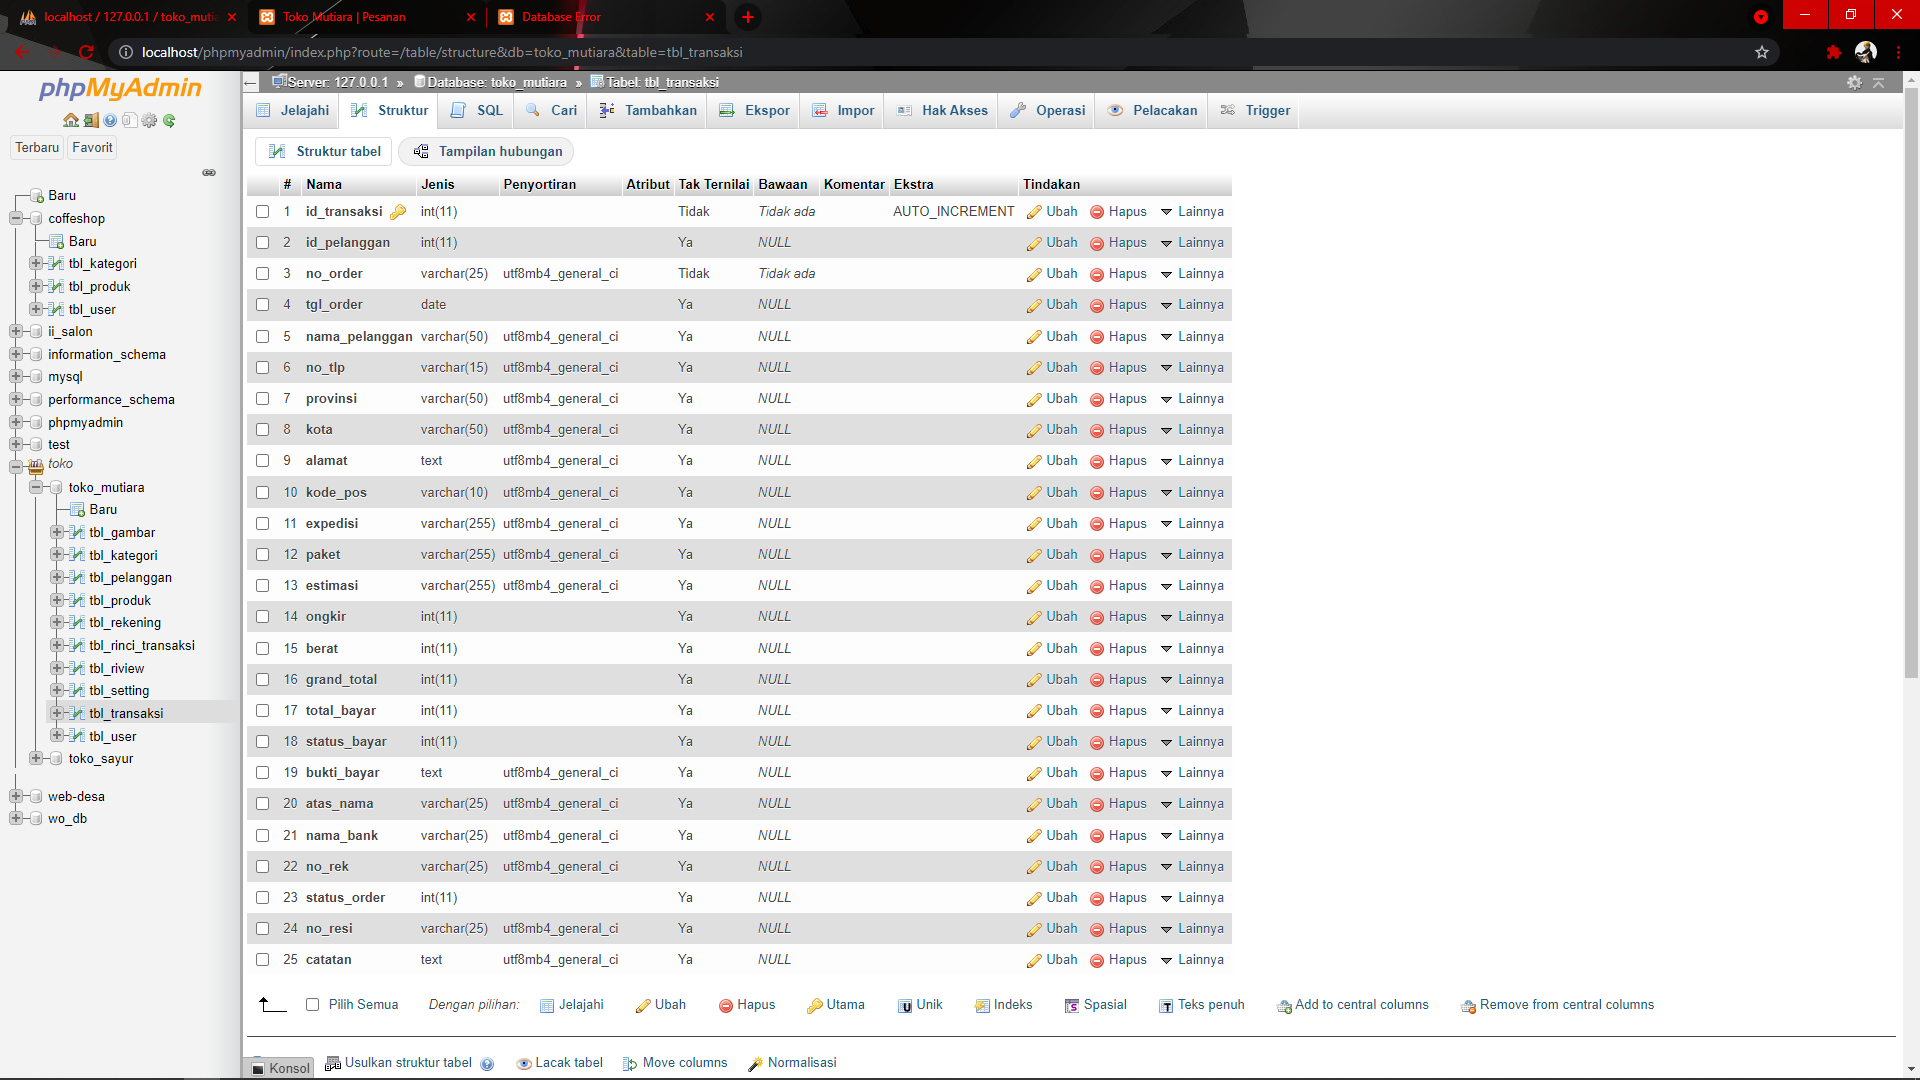 localhost / 127.0.0.1 / toko_mutia
Toko Mutiara | Pesanan
Database Error
localhost/phpmyadmin/index.php?route=/table/structure&db=toko_mutiara&table=tbl_transaksi
phpMyAdmin
Terbaru Favorit
Baru
coffeshop
Baru
tbl_kategori
tbl_produk
tbl_user
ii_salon
information_schema
mysql
performance_schema
phpmyadmin
test
toko
toko_mutiara
Baru
tbl_gambar
tbl_kategori
tbl_pelanggan
tbl_produk
tbl_rekening
tbl_rinci_transaksi
tbl_riview
tbl_setting
tbl_transaksi
tbl_user
toko_sayur
web-desa
wo_db
Server: 127.0.0.1 » Database: toko_mutiara » Tabel: tbl_transaksi
Jelajahi Struktur SQL Cari Tambahkan Ekspor Impor Hak Akses Operasi Pelacakan Trigger
Struktur tabel Tampilan hubungan
# Nama Jenis Penyortiran Atribut Tak Ternilai Bawaan Komentar Ekstra Tindakan
1 id_transaksi int(11) Tidak Tidak ada AUTO_INCREMENT Ubah Hapus Lainnya
2 id_pelanggan int(11) Ya NULL Ubah Hapus Lainnya
3 no_order varchar(25) utf8mb4_general_ci Tidak Tidak ada Ubah Hapus Lainnya
4 tgl_order date Ya NULL Ubah Hapus Lainnya
5 nama_pelanggan varchar(50) utf8mb4_general_ci Ya NULL Ubah Hapus Lainnya
6 no_tlp varchar(15) utf8mb4_general_ci Ya NULL Ubah Hapus Lainnya
7 provinsi varchar(50) utf8mb4_general_ci Ya NULL Ubah Hapus Lainnya
8 kota varchar(50) utf8mb4_general_ci Ya NULL Ubah Hapus Lainnya
9 alamat text utf8mb4_general_ci Ya NULL Ubah Hapus Lainnya
10 kode_pos varchar(10) utf8mb4_general_ci Ya NULL Ubah Hapus Lainnya
11 expedisi varchar(255) utf8mb4_general_ci Ya NULL Ubah Hapus Lainnya
12 paket varchar(255) utf8mb4_general_ci Ya NULL Ubah Hapus Lainnya
13 estimasi varchar(255) utf8mb4_general_ci Ya NULL Ubah Hapus Lainnya
14 ongkir int(11) Ya NULL Ubah Hapus Lainnya
15 berat int(11) Ya NULL Ubah Hapus Lainnya
16 grand_total int(11) Ya NULL Ubah Hapus Lainnya
17 total_bayar int(11) Ya NULL Ubah Hapus Lainnya
18 status_bayar int(11) Ya NULL Ubah Hapus Lainnya
19 bukti_bayar text utf8mb4_general_ci Ya NULL Ubah Hapus Lainnya
20 atas_nama varchar(25) utf8mb4_general_ci Ya NULL Ubah Hapus Lainnya
21 nama_bank varchar(25) utf8mb4_general_ci Ya NULL Ubah Hapus Lainnya
22 no_rek varchar(25) utf8mb4_general_ci Ya NULL Ubah Hapus Lainnya
23 status_order int(11) Ya NULL Ubah Hapus Lainnya
24 no_resi varchar(25) utf8mb4_general_ci Ya NULL Ubah Hapus Lainnya
25 catatan text utf8mb4_general_ci Ya NULL Ubah Hapus Lainnya
Pilih Semua Dengan pilihan: Jelajahi Ubah Hapus Utama Unik Indeks Spasial Teks penuh Add to central columns Remove from central columns
Konsol Usulkan struktur tabel Lacak tabel Move columns Normalisasi